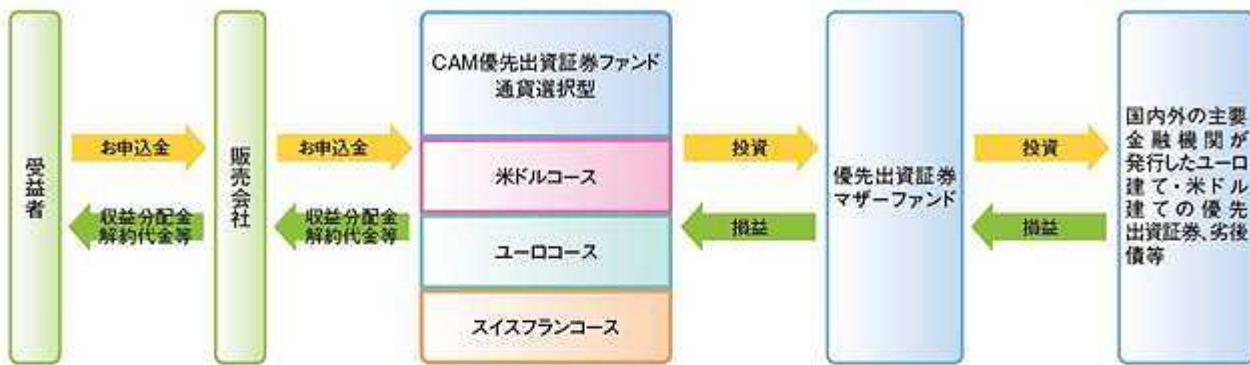 受益者
お申込金
収益分配金
解約代金等
販売会社
お申込金
収益分配金
解約代金等
CAM優先出資証券ファンド
通貨選択型
米ドルコース
ユーロコース
スイスフランコース
投資
損益
優先出資証券
マザーファンド
投資
損益
国内外の主要
金融機関が
発行したユーロ
建て・米ドル
建ての優先
出資証券、劣後
債等